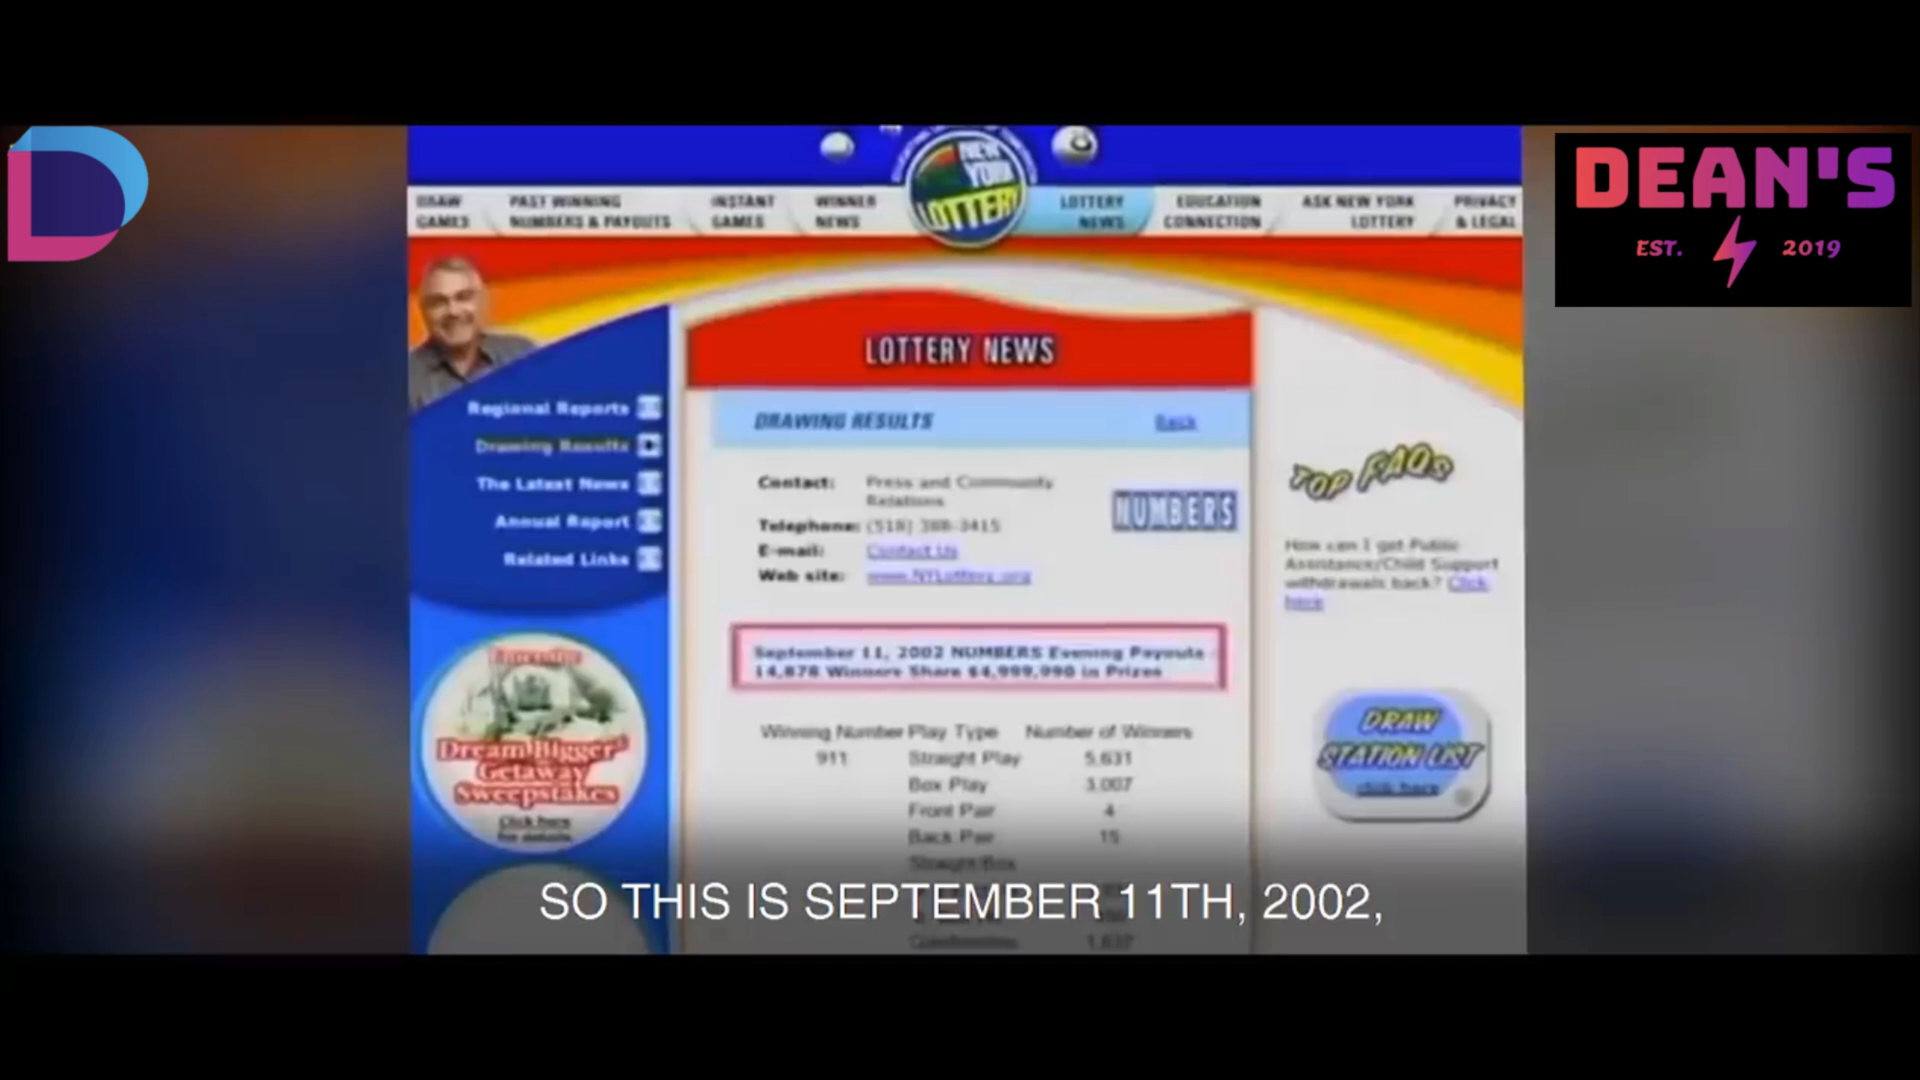 DEAN'S
EST. 2019
NEW
YORK
LOTTERY
DRAW
GAMES
PAST WINNING
NUMBERS & PAYOUTS
INSTANT
GAMES
WINNER
NEWS
LOTTERY
NEWS
EDUCATION
CONNECTION
ASK NEW YORK
LOTTERY
PRIVACY
& LEGAL
LOTTERY NEWS
Regional Reports
Drawing Results
The Latest News
Annual Report
Related Links
DRAWING RESULTS Back
Contact: Press and Community
Relations
Telephone: (518) 388-3415
E-mail: Contact Us
Web site: www.NYLottery.org
NUMBERS
September 11, 2002 NUMBERS Evening Payouts
14,878 Winners Share $4,999,990 in Prizes
Winning Number Play Type Number of Winners
911 Straight Play 5,631
Box Play 3,007
Front Pair 4
Back Pair 15
Straight/Box
Combination 1,637
TOP FAQs
How can I get Public
Assistance/Child Support
withdrawals back? Click
here
DRAW
STATION LIST
click here
Dream Bigger
Getaway
Sweepstakes
Click here
for details
SO THIS IS SEPTEMBER 11TH, 2002,